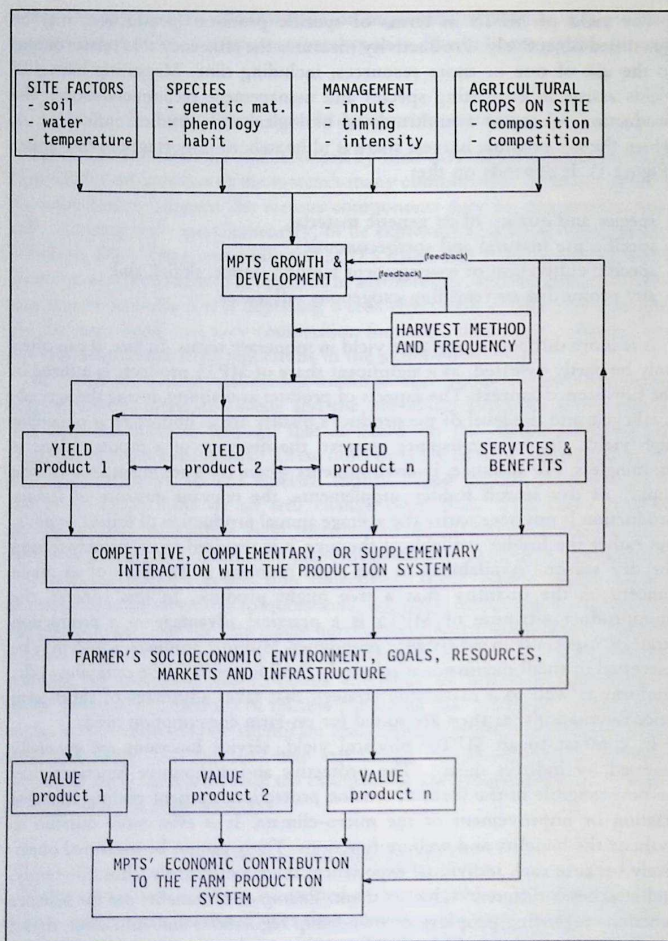 SITE FACTORS
soil
water
temperature
SPECIES
genetic mat.
phenology
habit
MANAGEMENT
inputs
timing
intensity
AGRICULTURAL
CROPS ON SITE
composition
competition
MPTS GROWTH &
DEVELOPMENT
(feedback)
(feedback)
HARVEST METHOD
AND FREQUENCY
YIELD
product 1
YIELD
product 2
YIELD
product n
SERVICES &
BENEFITS
COMPETITIVE, COMPLEMENTARY, OR SUPPLEMENTARY
INTERACTION WITH THE PRODUCTION SYSTEM
FARMER'S SOCIOECONOMIC ENVIRONMENT, GOALS, RESOURCES,
MARKETS AND INFRASTRUCTURE
VALUE
product 1
VALUE
product 2
VALUE
product n
MPTS' ECONOMIC CONTRIBUTION
TO THE FARM PRODUCTION
SYSTEM